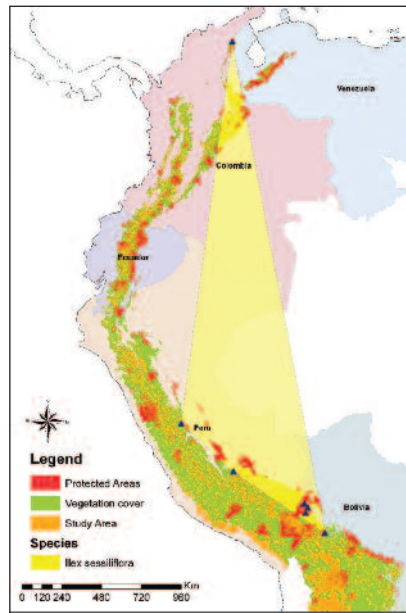 Venezuela
Colombia
Ecuador
Peru
Bolivia
Legend
Protected Areas
Vegetation cover
Study Area
Species
Ilex sessiliflora
Km
0 120 240 480 720 960